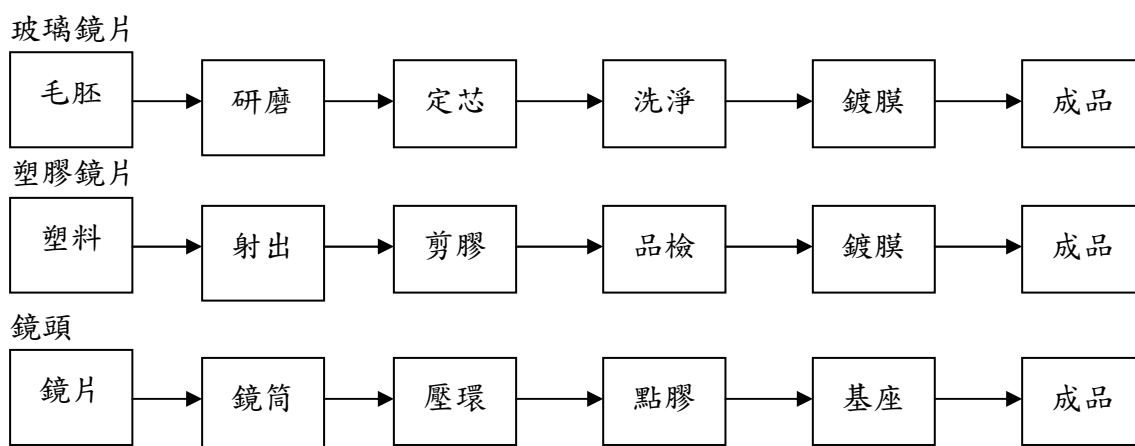 玻璃鏡片
毛胚 研磨 定芯 洗淨 鍍膜 成品
塑膠鏡片
塑料 射出 剪膠 品檢 鍍膜 成品
鏡頭
鏡片 鏡筒 壓環 點膠 基座 成品